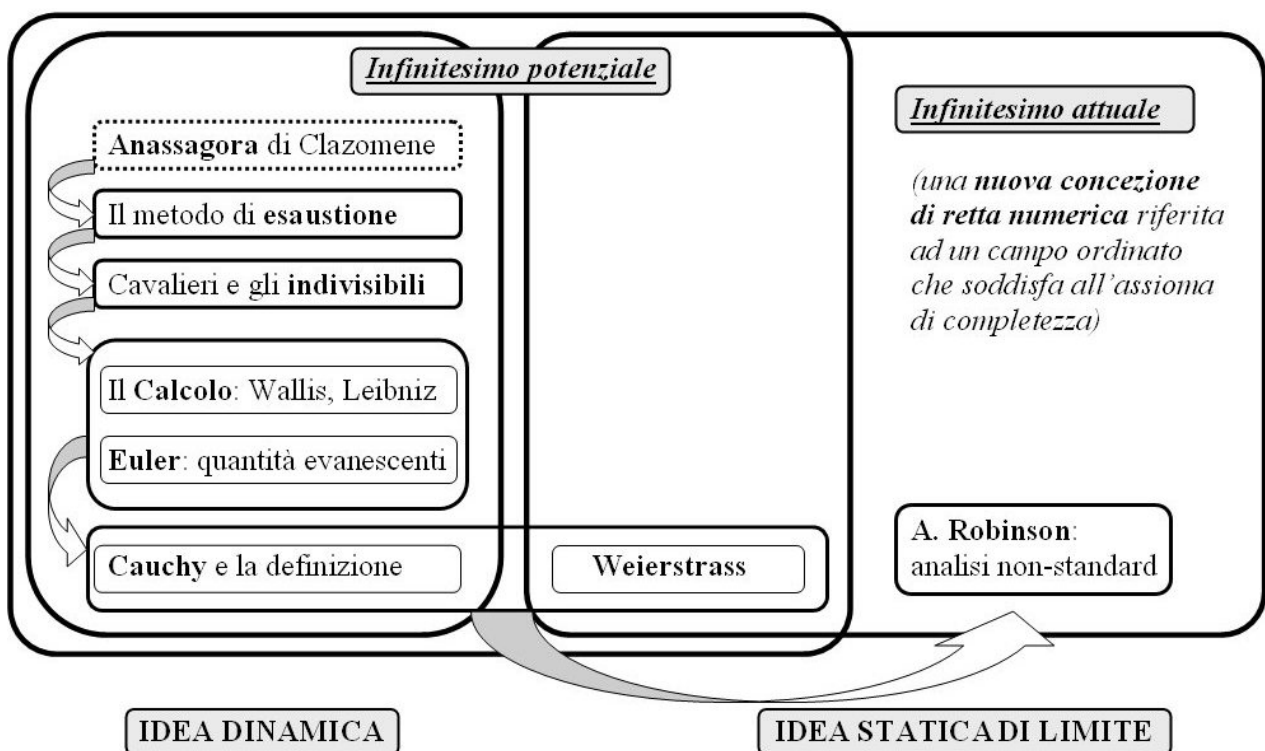 Infinitesimo potenziale
Infinitesimo attuale
Anassagora di Clazomene
Il metodo di esaustione
Cavalieri e gli indivisibili
(una nuova concezione
di retta numerica riferita
ad un campo ordinato
che soddisfa all'assioma
di completezza)
Il Calcolo: Wallis, Leibniz
Euler: quantità evanescenti
Cauchy e la definizione
Weierstrass
A. Robinson:
analisi non-standard
IDEA DINAMICA
IDEA STATICA DI LIMITE